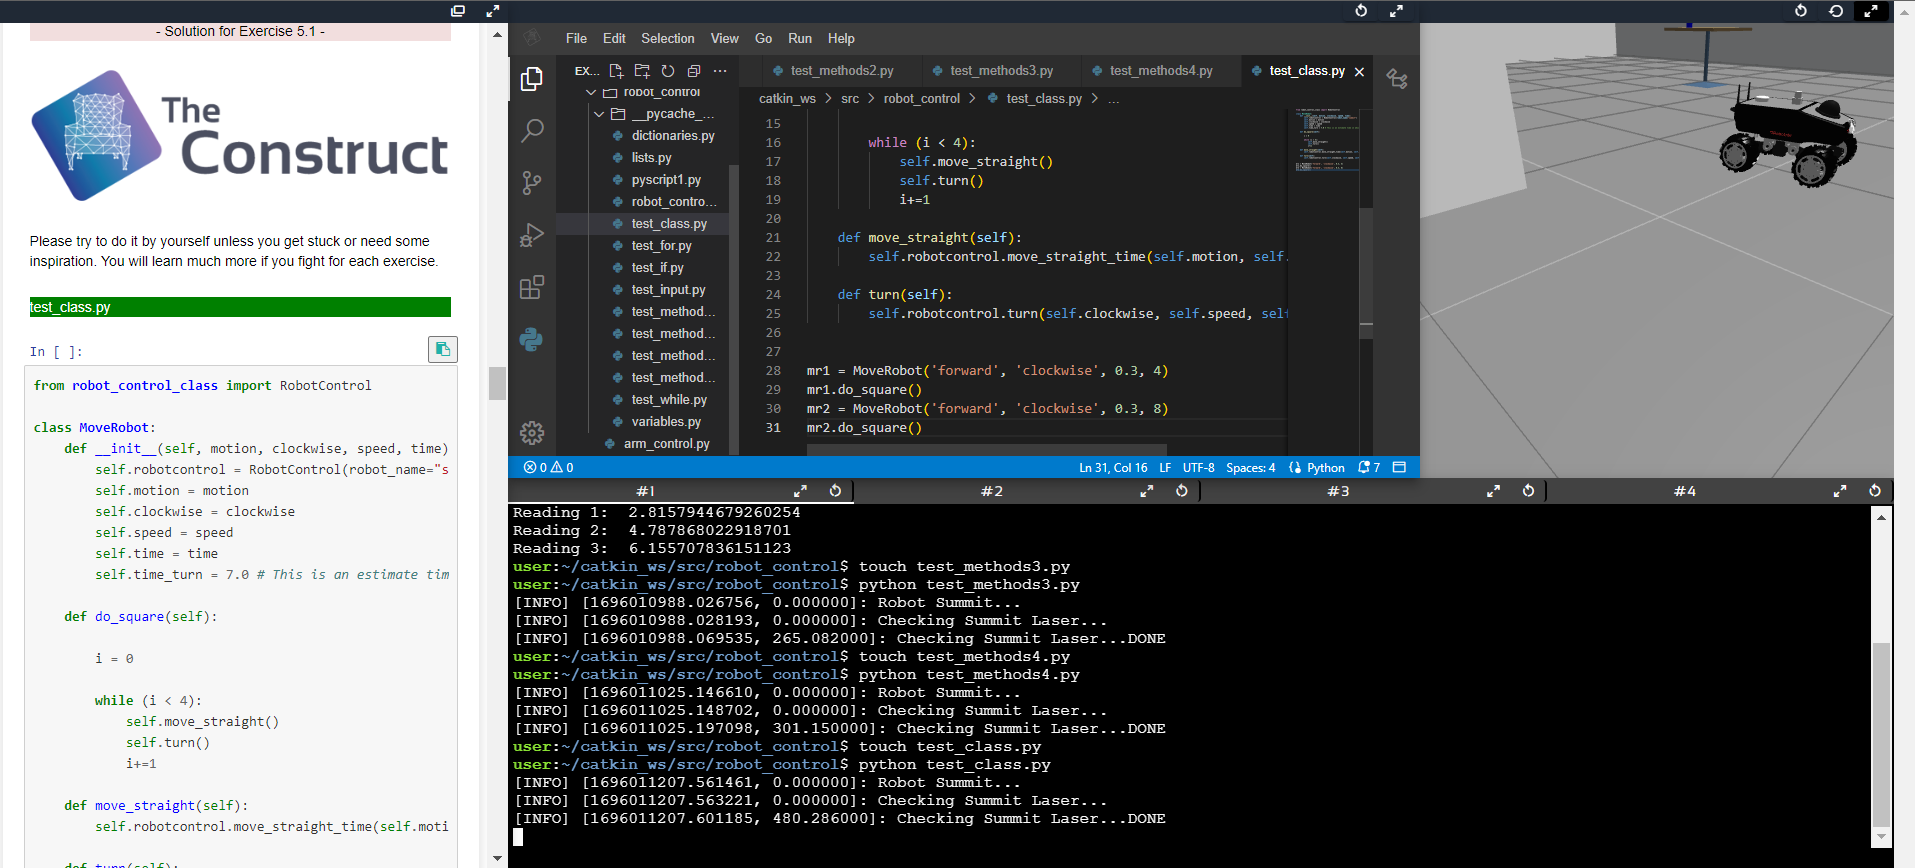 - Solution for Exercise 5.1 -
The
Construct
Please try to do it by yourself unless you get stuck or need some
inspiration. You will learn much more if you fight for each exercise.
test_class.py
In [ ]:
from robot_control_class import RobotControl
class MoveRobot:
def __init__(self, motion, clockwise, speed, time)
self.robotcontrol = RobotControl(robot_name="s
self.motion = motion
self.clockwise = clockwise
self.speed = speed
self.time = time
self.time_turn = 7.0 # This is an estimate tim
def do_square(self):
i = 0
while (i < 4):
self.move_straight()
self.turn()
i+=1
def move_straight(self):
self.robotcontrol.move_straight_time(self.moti
def turn(self):
File Edit Selection View Go Run Help
EX... ...
robot_control
__pycache_...
dictionaries.py
lists.py
pyscript1.py
robot_contro...
test_class.py
test_for.py
test_if.py
test_input.py
test_method...
test_method...
test_method...
test_method...
test_while.py
variables.py
arm_control.py
test_methods2.py test_methods3.py test_methods4.py test_class.py
catkin_ws > src > robot_control > test_class.py > ...
15
16 while (i < 4):
17 self.move_straight()
18 self.turn()
19 i+=1
20
21 def move_straight(self):
22 self.robotcontrol.move_straight_time(self.motion, self.
23
24 def turn(self):
25 self.robotcontrol.turn(self.clockwise, self.speed, sel
26
27
28 mr1 = MoveRobot('forward', 'clockwise', 0.3, 4)
29 mr1.do_square()
30 mr2 = MoveRobot('forward', 'clockwise', 0.3, 8)
31 mr2.do_square()
0 0 Ln 31, Col 16 LF UTF-8 Spaces: 4 Python 7
#1 #2 #3 #4
Reading 1:  2.8157944679260254
Reading 2:  4.787868022918701
Reading 3:  6.155707836151123
user:~/catkin_ws/src/robot_control$ touch test_methods3.py
user:~/catkin_ws/src/robot_control$ python test_methods3.py
[INFO] [1696010988.026756, 0.000000]: Robot Summit...
[INFO] [1696010988.028193, 0.000000]: Checking Summit Laser...
[INFO] [1696010988.069535, 265.082000]: Checking Summit Laser...DONE
user:~/catkin_ws/src/robot_control$ touch test_methods4.py
user:~/catkin_ws/src/robot_control$ python test_methods4.py
[INFO] [1696011025.146610, 0.000000]: Robot Summit...
[INFO] [1696011025.148702, 0.000000]: Checking Summit Laser...
[INFO] [1696011025.197098, 301.150000]: Checking Summit Laser...DONE
user:~/catkin_ws/src/robot_control$ touch test_class.py
user:~/catkin_ws/src/robot_control$ python test_class.py
[INFO] [1696011207.561461, 0.000000]: Robot Summit...
[INFO] [1696011207.563221, 0.000000]: Checking Summit Laser...
[INFO] [1696011207.601185, 480.286000]: Checking Summit Laser...DONE